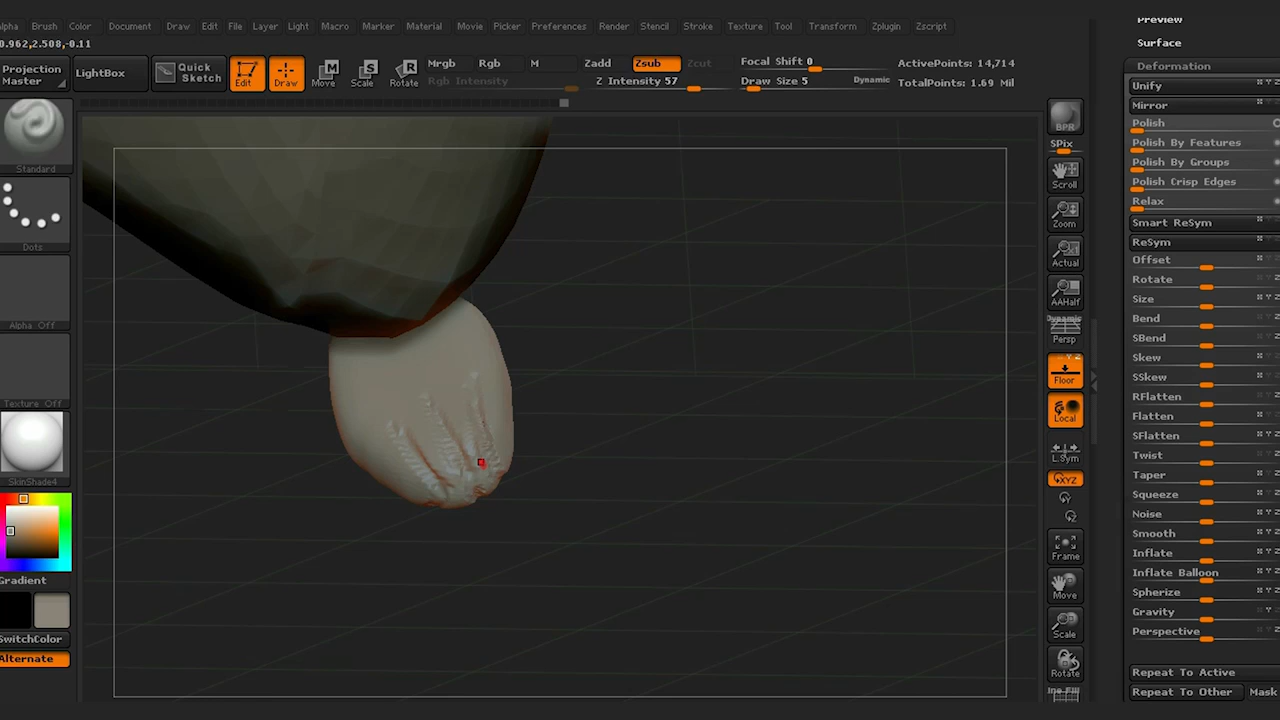 lpha Brush Color Document Draw Edit File Layer Light Macro Marker Material Movie Picker Preferences Render Stencil Stroke Texture Tool Transform Zplugin Zscript
0.962,2.508,-0.11
Projection Master
LightBox
Quick Sketch
Edit Draw Move Scale Rotate
Mrgb Rgb M
Rgb Intensity
Zadd Zsub Zcut
Z Intensity 57
Focal Shift 0
Draw Size 5 Dynamic
ActivePoints: 14,714
TotalPoints: 1.69 Mil
Standard
Dots
Alpha Off
Texture Off
SkinShade4
Gradient
SwitchColor
Alternate
BPR
SPix
Scroll
Zoom
Actual
AAHalf
Dynamic
Persp
Floor
Local
L.Sym
XYZ
Y
Z
Frame
Move
Scale
Rotate
ine Fill
Preview
Surface
Deformation
Unify
Mirror
Polish
Polish By Features
Polish By Groups
Polish Crisp Edges
Relax
Smart ReSym
ReSym
Offset
Rotate
Size
Bend
SBend
Skew
SSkew
RFlatten
Flatten
SFlatten
Twist
Taper
Squeeze
Noise
Smooth
Inflate
Inflate Balloon
Spherize
Gravity
Perspective
Repeat To Active
Repeat To Other Mask